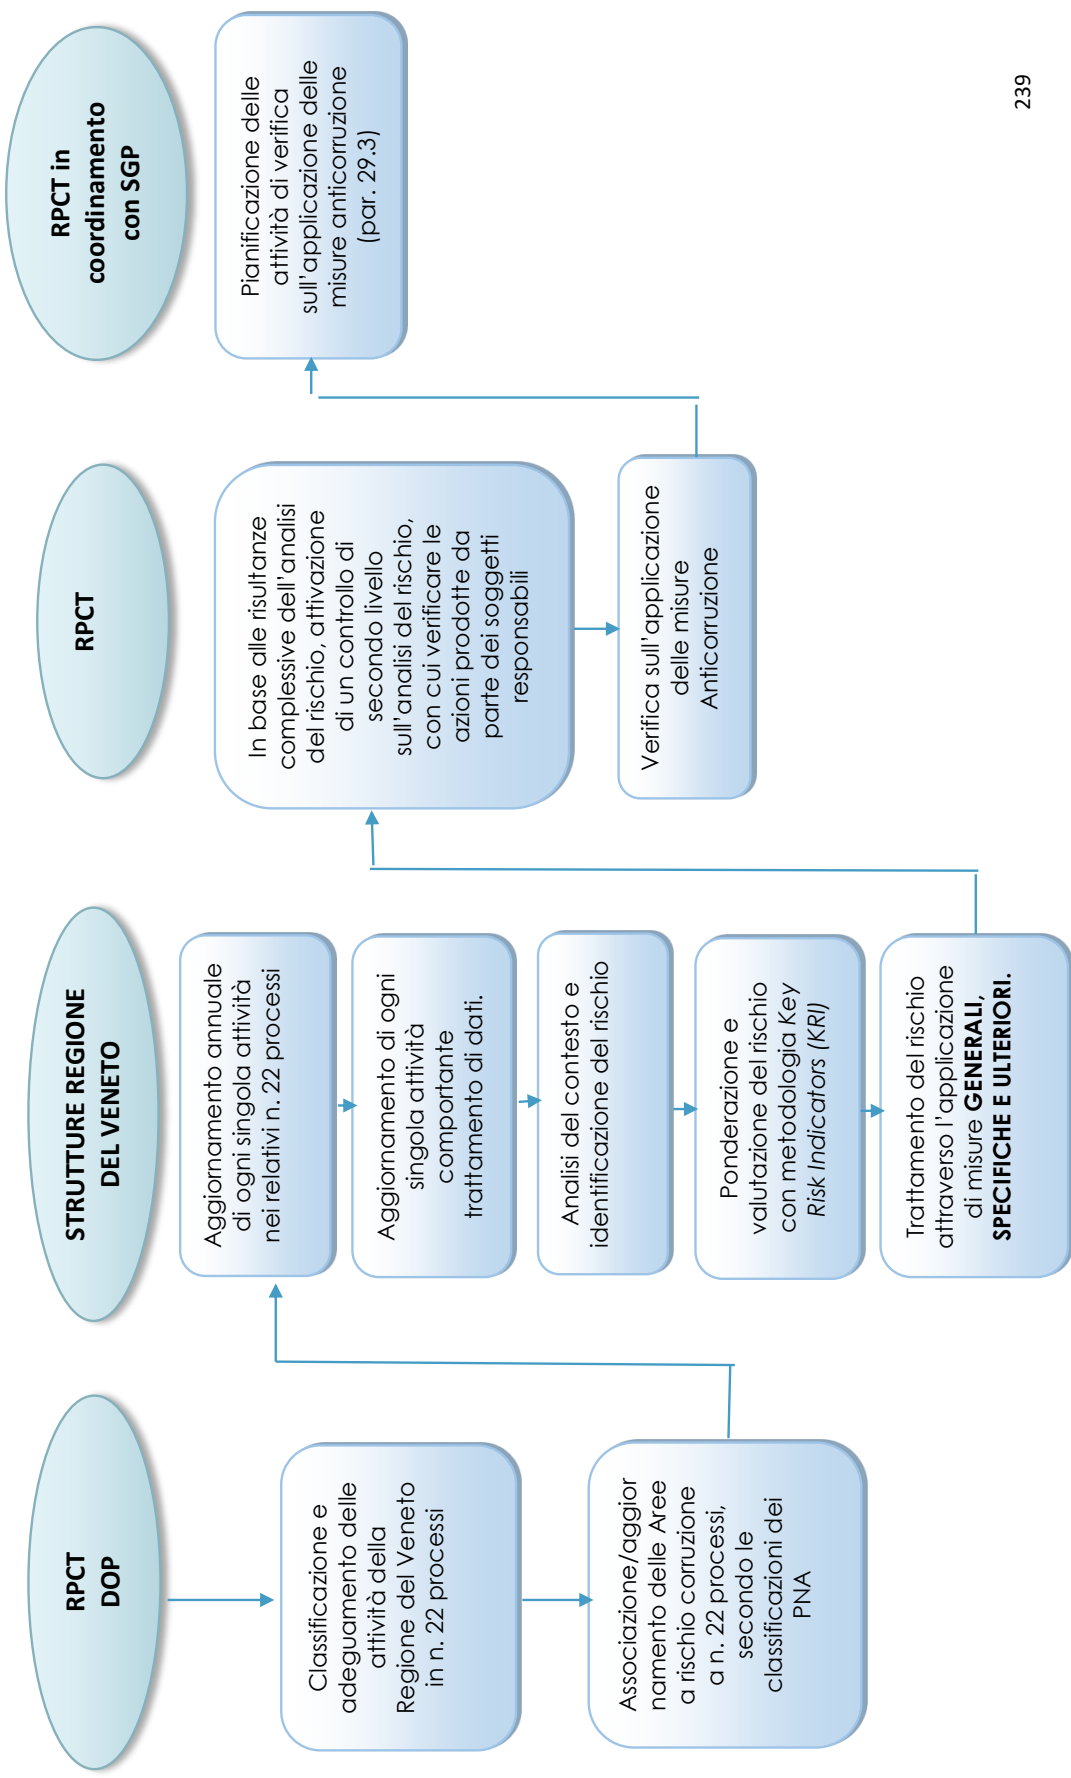 RPCT
DOP
Classificazione e
adeguamento delle
attività della
Regione del Veneto
in n. 22 processi
Associazione/aggior
namento delle Aree
a rischio corruzione
a n. 22 processi,
secondo le
classificazioni dei
PNA
STRUTTURE REGIONE
DEL VENETO
Aggiornamento annuale
di ogni singola attività
nei relativi n. 22 processi
Aggiornamento di ogni
singola attività
comportante
trattamento di dati.
Analisi del contesto e
identificazione del rischio
Ponderazione e
valutazione del rischio
con metodologia Key
Risk Indicators (KRI)
Trattamento del rischio
attraverso l'applicazione
di misure GENERALI,
SPECIFICHE E ULTERIORI.
RPCT
In base alle risultanze
complessive dell'analisi
del rischio, attivazione
di un controllo di
secondo livello
sull'analisi del rischio,
con cui verificare le
azioni prodotte da
parte dei soggetti
responsabili
Verifica sull'applicazione
delle misure
Anticorruzione
RPCT in
coordinamento
con SGP
Pianificazione delle
attività di verifica
sull'applicazione delle
misure anticorruzione
(par. 29.3)
239